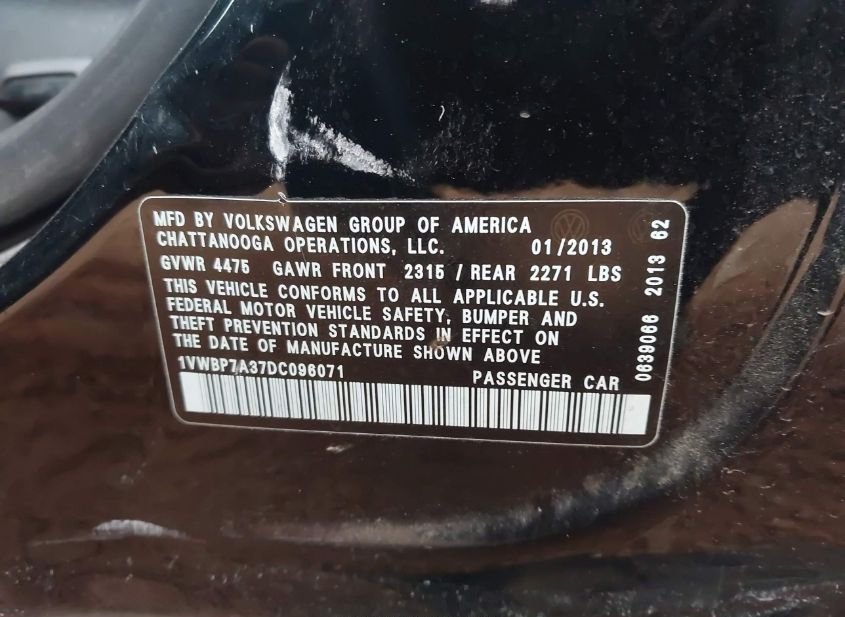 MFD BY VOLKSWAGEN GROUP OF AMERICA
CHATTANOOGA OPERATIONS, LLC. 01/2013
GVWR 4475 GAWR FRONT 2315 / REAR 2271 LBS
THIS VEHICLE CONFORMS TO ALL APPLICABLE U.S.
FEDERAL MOTOR VEHICLE SAFETY, BUMPER AND
THEFT PREVENTION STANDARDS IN EFFECT ON
THE DATE OF MANUFACTURE SHOWN ABOVE
1VWBP7A37DC096071 PASSENGER CAR
0639066 2013 62